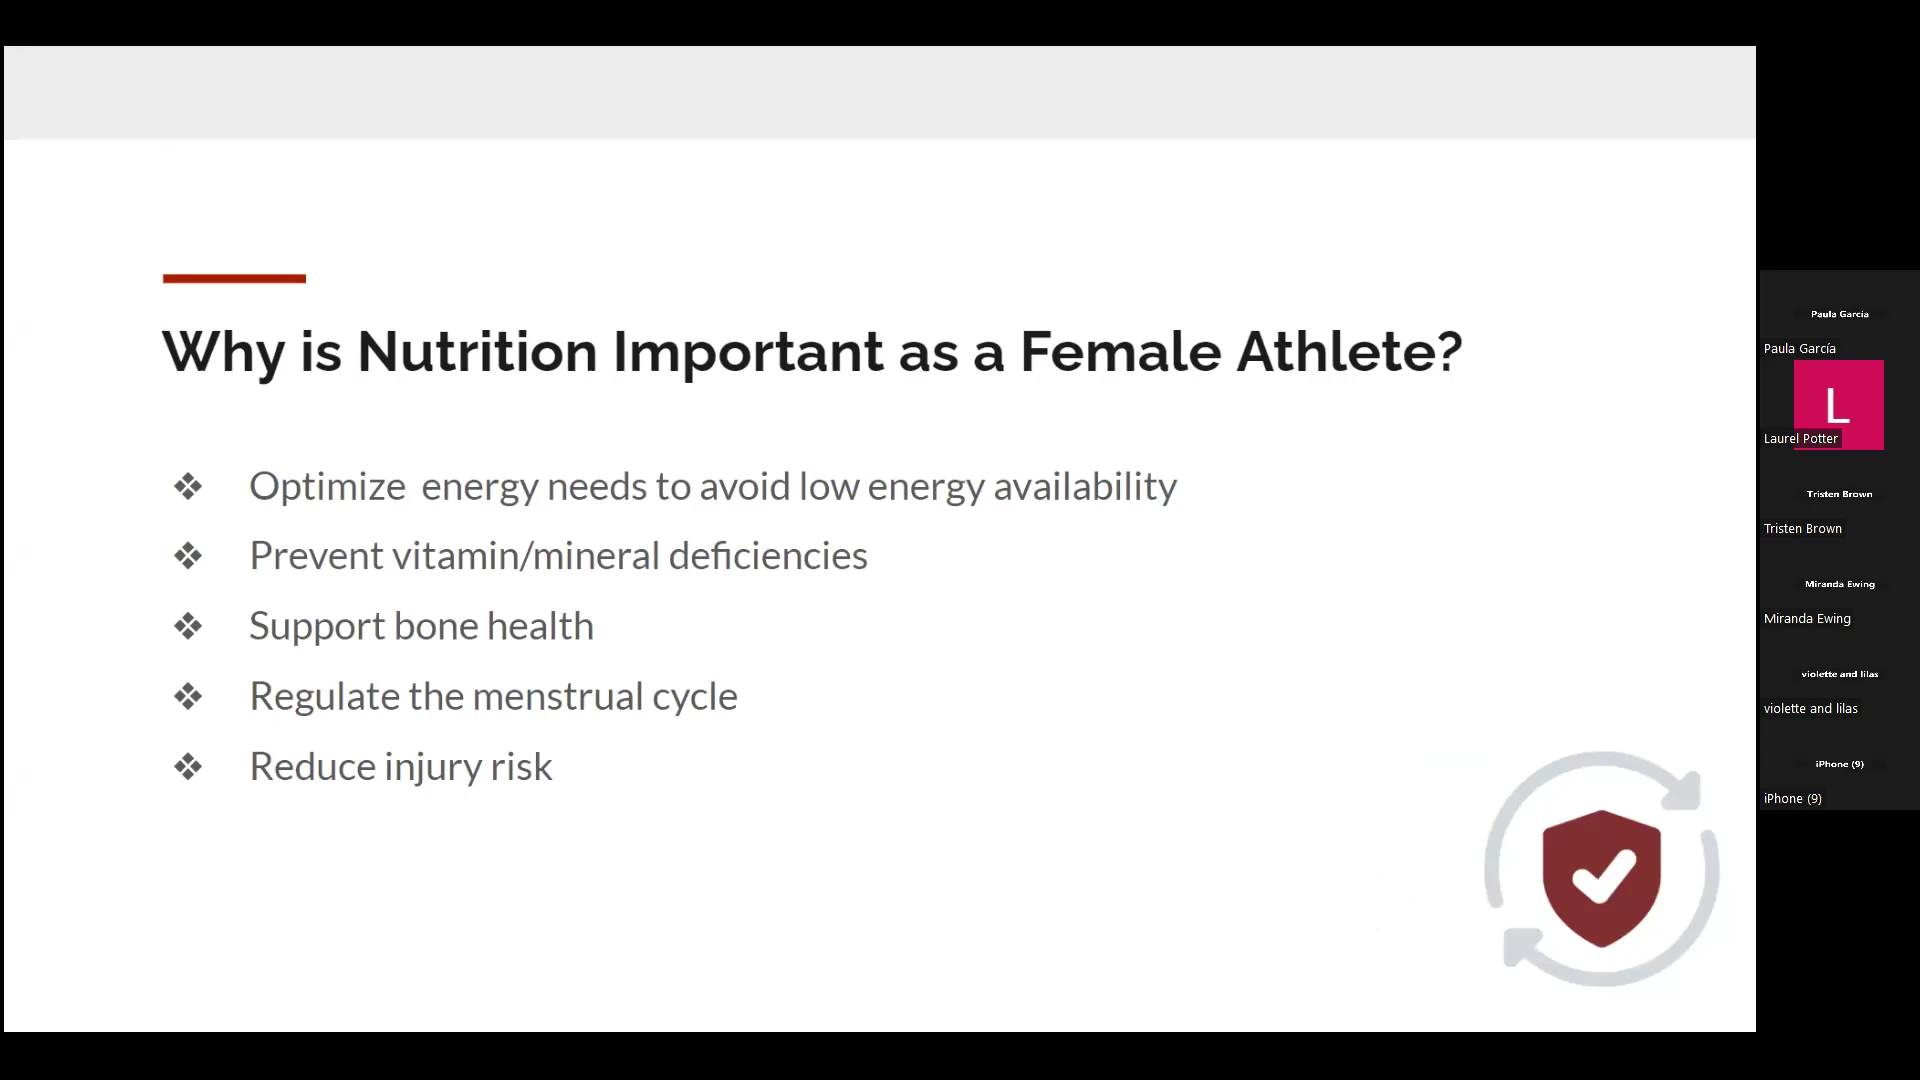 Why is Nutrition Important as a Female Athlete?
❖ Optimize energy needs to avoid low energy availability
❖ Prevent vitamin/mineral deficiencies
❖ Support bone health
❖ Regulate the menstrual cycle
❖ Reduce injury risk
Paula García
Paula García
L
Laurel Potter
Tristen Brown
Tristen Brown
Miranda Ewing
Miranda Ewing
violette and lilas
violette and lilas
iPhone (9)
iPhone (9)